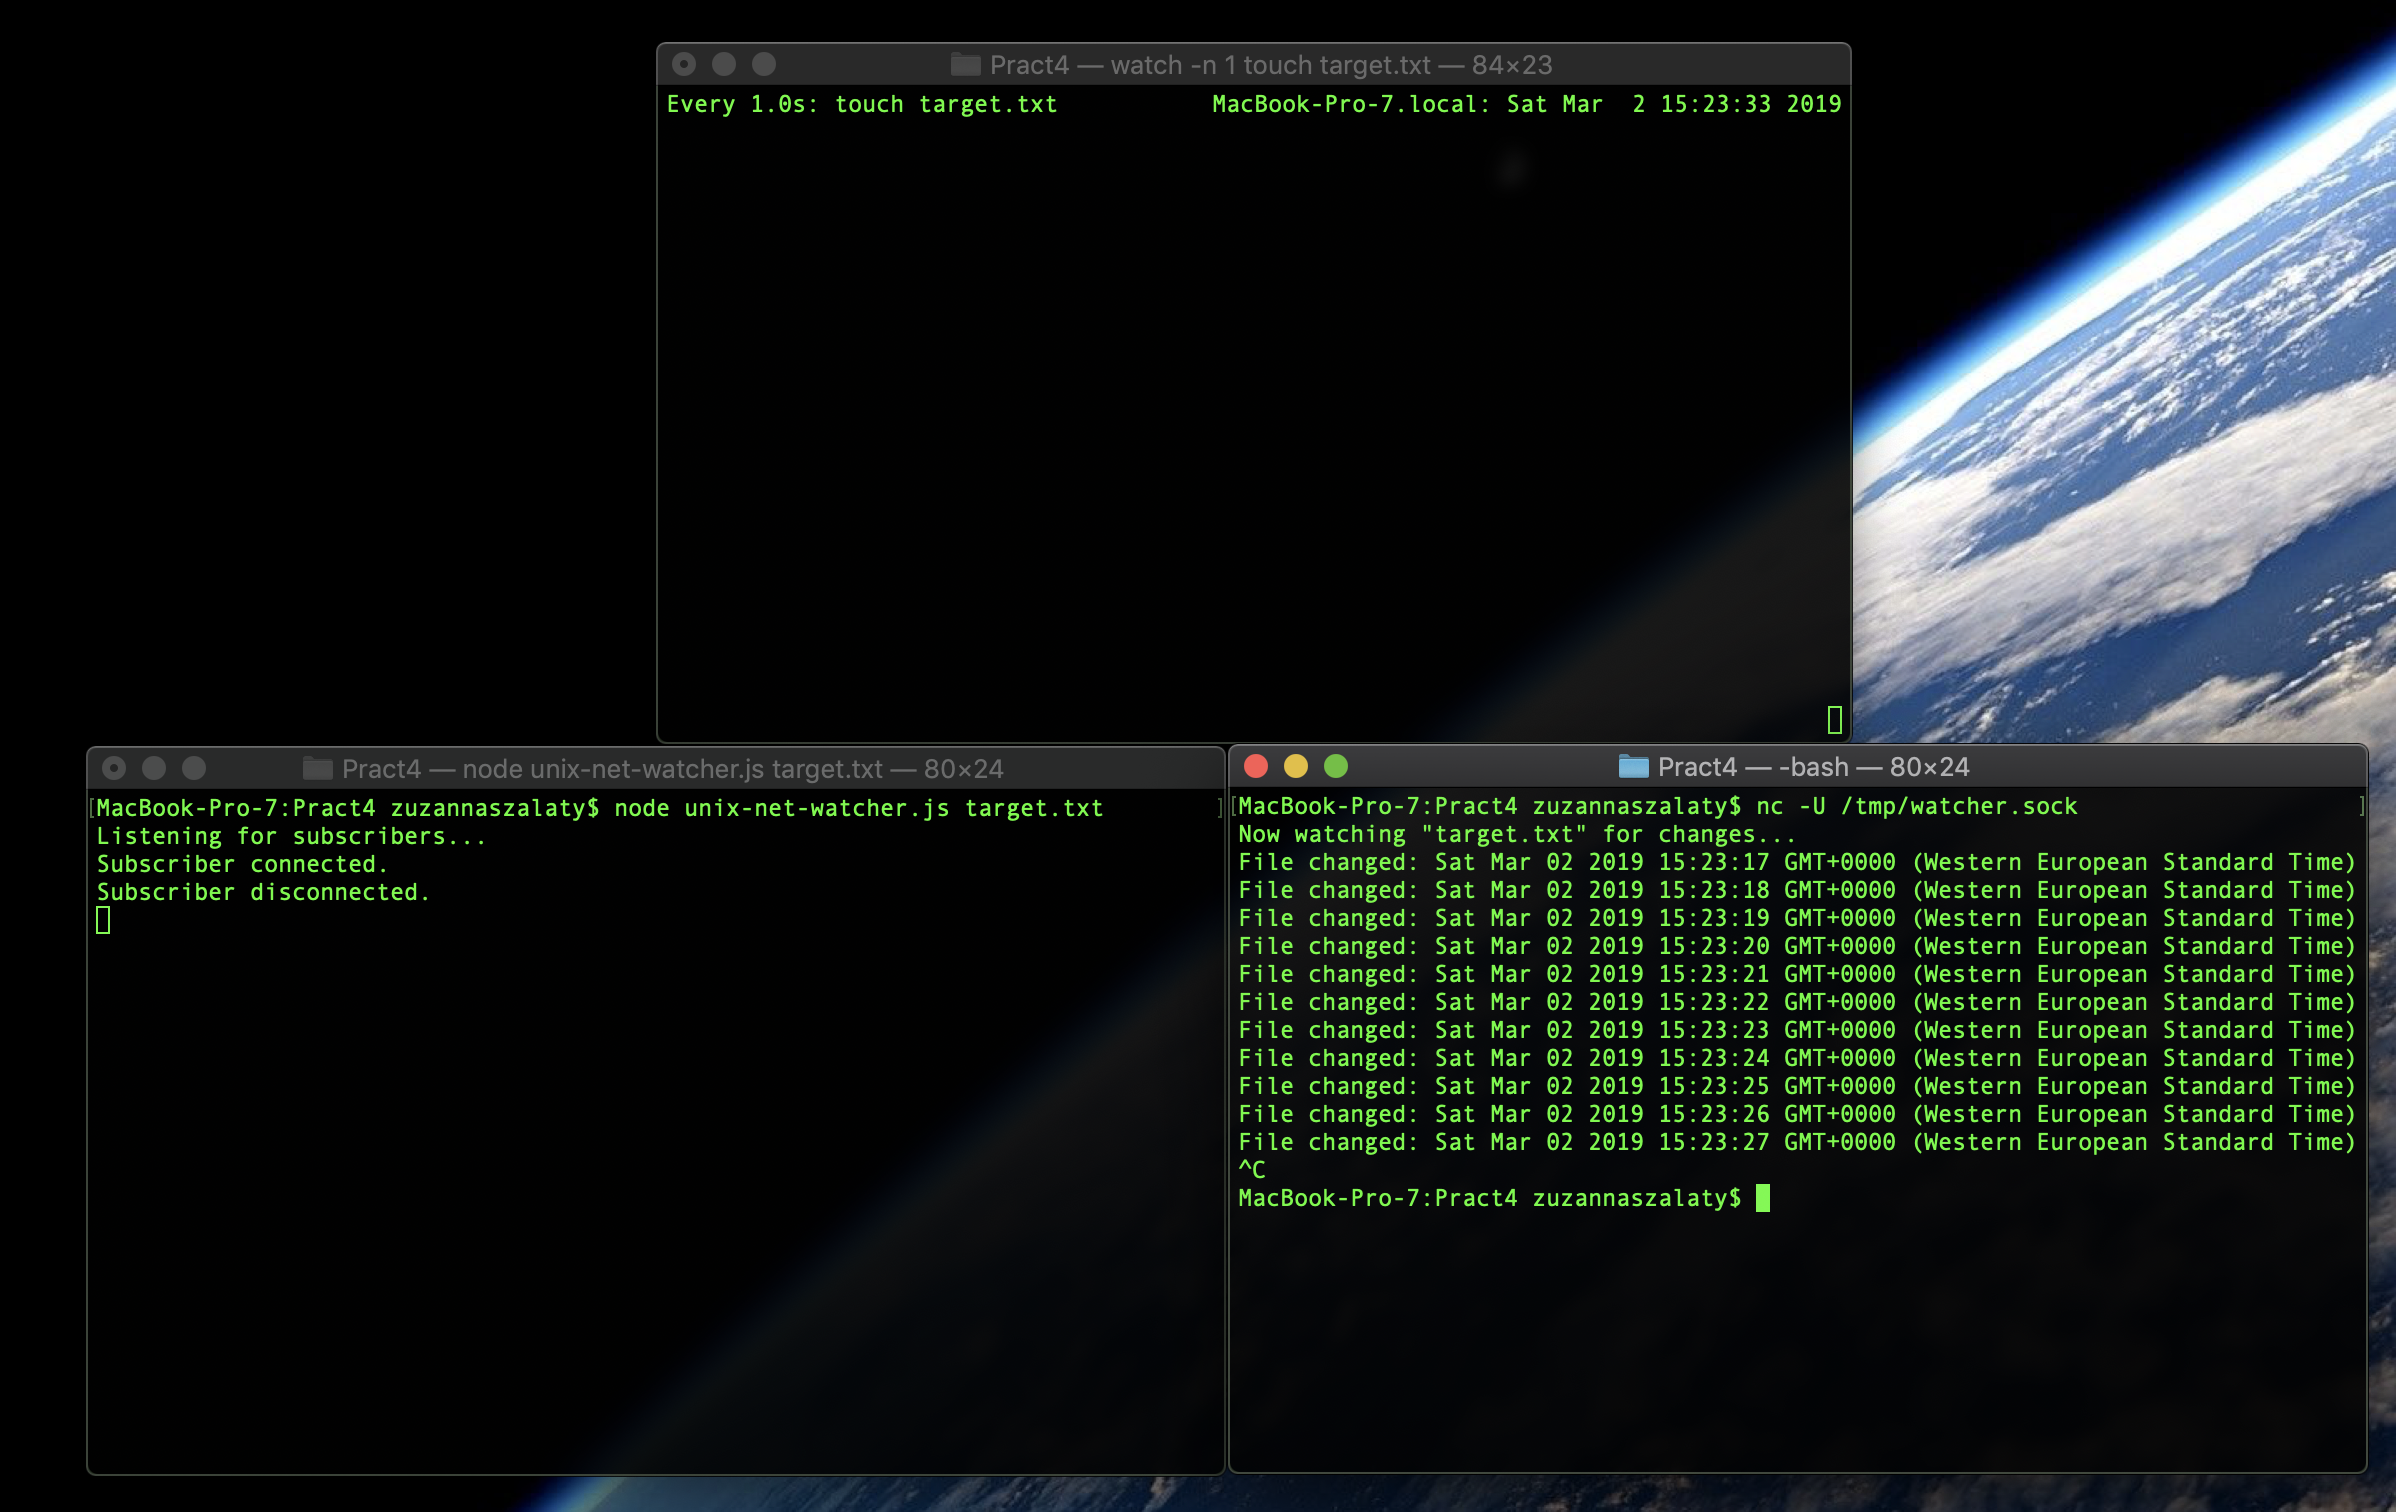 Pract4 — watch -n 1 touch target.txt — 84×23
Every 1.0s: touch target.txt MacBook-Pro-7.local: Sat Mar  2 15:23:33 2019
Pract4 — node unix-net-watcher.js target.txt — 80×24
[MacBook-Pro-7:Pract4 zuzannaszalaty$ node unix-net-watcher.js target.txt ]
Listening for subscribers...
Subscriber connected.
Subscriber disconnected.
Pract4 — -bash — 80×24
[MacBook-Pro-7:Pract4 zuzannaszalaty$ nc -U /tmp/watcher.sock ]
Now watching "target.txt" for changes...
File changed: Sat Mar 02 2019 15:23:17 GMT+0000 (Western European Standard Time)
File changed: Sat Mar 02 2019 15:23:18 GMT+0000 (Western European Standard Time)
File changed: Sat Mar 02 2019 15:23:19 GMT+0000 (Western European Standard Time)
File changed: Sat Mar 02 2019 15:23:20 GMT+0000 (Western European Standard Time)
File changed: Sat Mar 02 2019 15:23:21 GMT+0000 (Western European Standard Time)
File changed: Sat Mar 02 2019 15:23:22 GMT+0000 (Western European Standard Time)
File changed: Sat Mar 02 2019 15:23:23 GMT+0000 (Western European Standard Time)
File changed: Sat Mar 02 2019 15:23:24 GMT+0000 (Western European Standard Time)
File changed: Sat Mar 02 2019 15:23:25 GMT+0000 (Western European Standard Time)
File changed: Sat Mar 02 2019 15:23:26 GMT+0000 (Western European Standard Time)
File changed: Sat Mar 02 2019 15:23:27 GMT+0000 (Western European Standard Time)
^C
MacBook-Pro-7:Pract4 zuzannaszalaty$